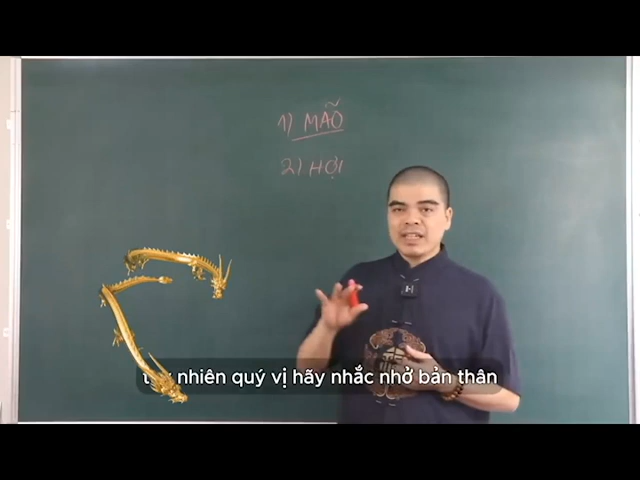 1) MÃO
2) HỢI
nhiên quý vị hãy nhắc nhở bản thân